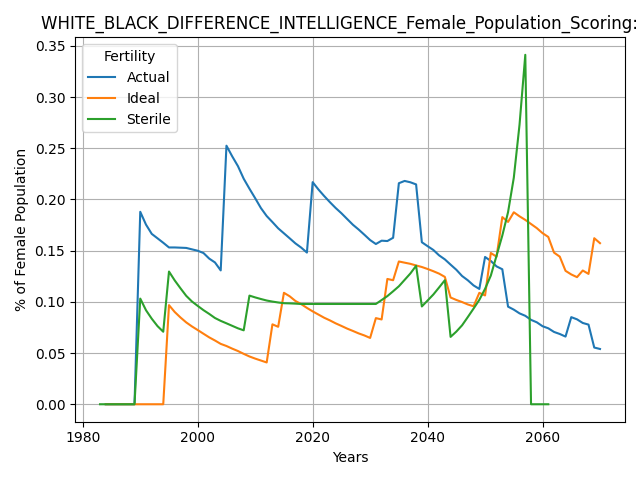 WHITE_BLACK_DIFFERENCE_INTELLIGENCE_Female_Population_Scoring:
Fertility
Actual
Ideal
Sterile
% of Female Population
0.35
0.30
0.25
0.20
0.15
0.10
0.05
0.00
1980
2000
2020
2040
2060
Years